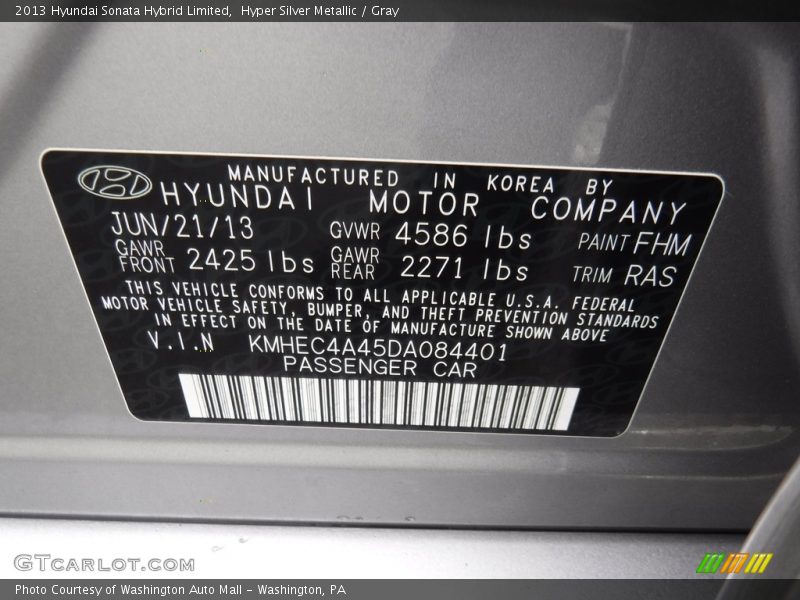 2013 Hyundai Sonata Hybrid Limited,  Hyper Silver Metallic / Gray
MANUFACTURED IN KOREA BY
HYUNDAI MOTOR COMPANY
JUN/21/13 GVWR 4586 lbs PAINT FHM
GAWR FRONT 2425 lbs GAWR REAR 2271 lbs TRIM RAS
THIS VEHICLE CONFORMS TO ALL APPLICABLE U.S.A. FEDERAL
MOTOR VEHICLE SAFETY, BUMPER, AND THEFT PREVENTION STANDARDS
IN EFFECT ON THE DATE OF MANUFACTURE SHOWN ABOVE
V.I.N KMHEC4A45DA084401
PASSENGER CAR
GTCARLOT.COM
Photo Courtesy of Washington Auto Mall - Washington, PA